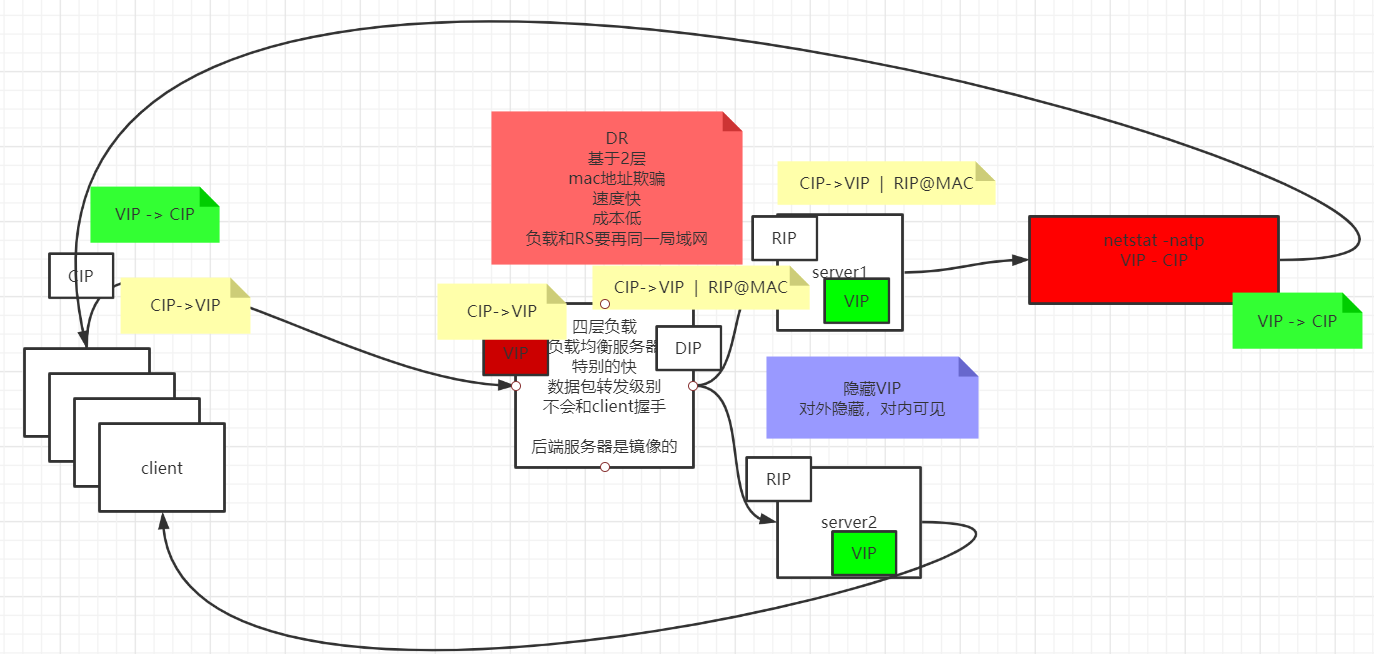 DR
基于2层
mac地址欺骗
速度快
成本低
负载和RS要再同一局域网
CIP->VIP | RIP@MAC
VIP -> CIP
RIP
server1
VIP
netstat -natp
VIP - CIP
CIP
CIP->VIP
CIP->VIP
CIP->VIP | RIP@MAC
VIP -> CIP
VIP
DIP
四层负载
负载均衡服务器
特别的快
数据包转发级别
不会和client握手
后端服务器是镜像的
隐藏VIP
对外隐藏，对内可见
client
RIP
server2
VIP